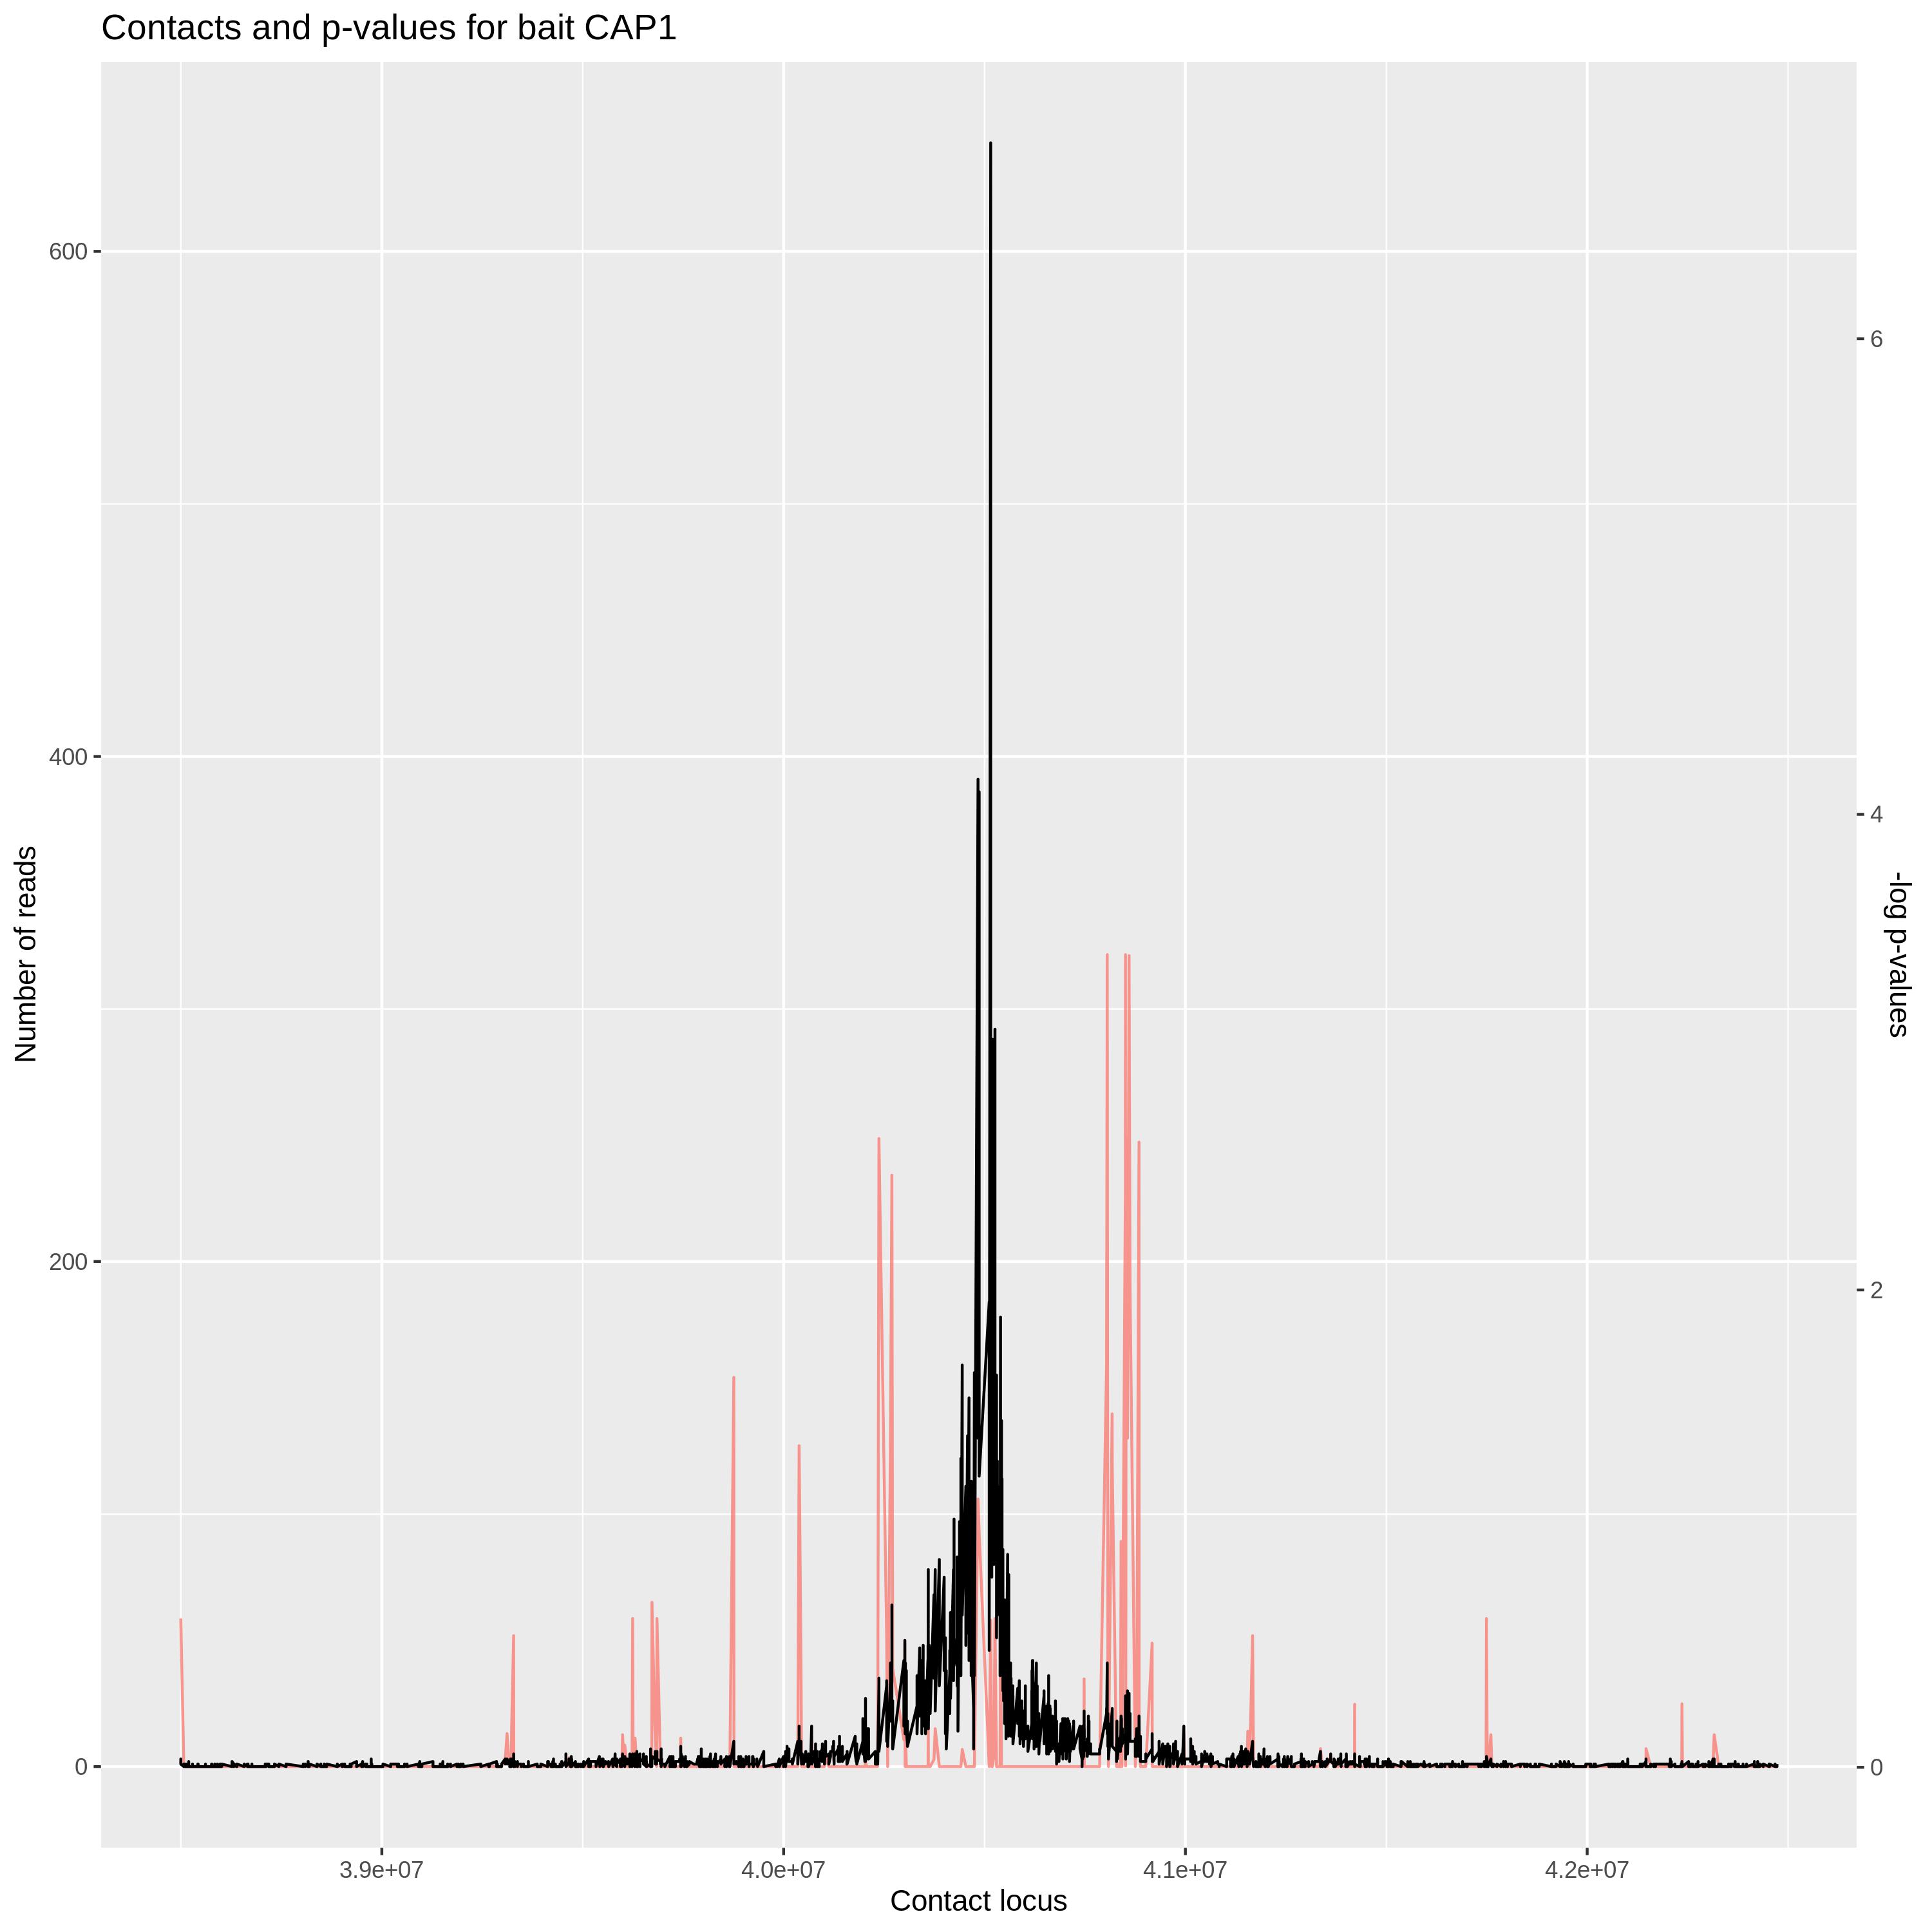 Contacts and p-values for bait CAP1
600
400
200
0
Number of reads
6
4
2
0
-log p-values
3.9e+07 4.0e+07 4.1e+07 4.2e+07
Contact locus